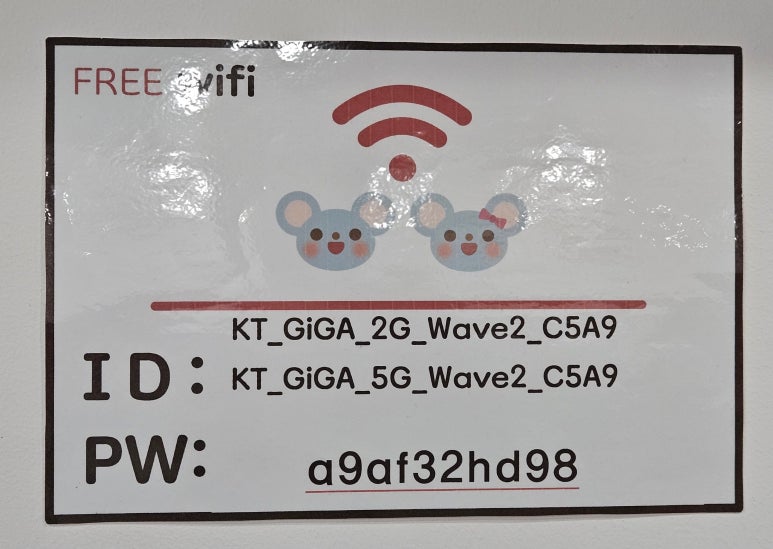 FREE wifi
KT_GiGA_2G_Wave2_C5A9
ID: KT_GiGA_5G_Wave2_C5A9
PW: a9af32hd98